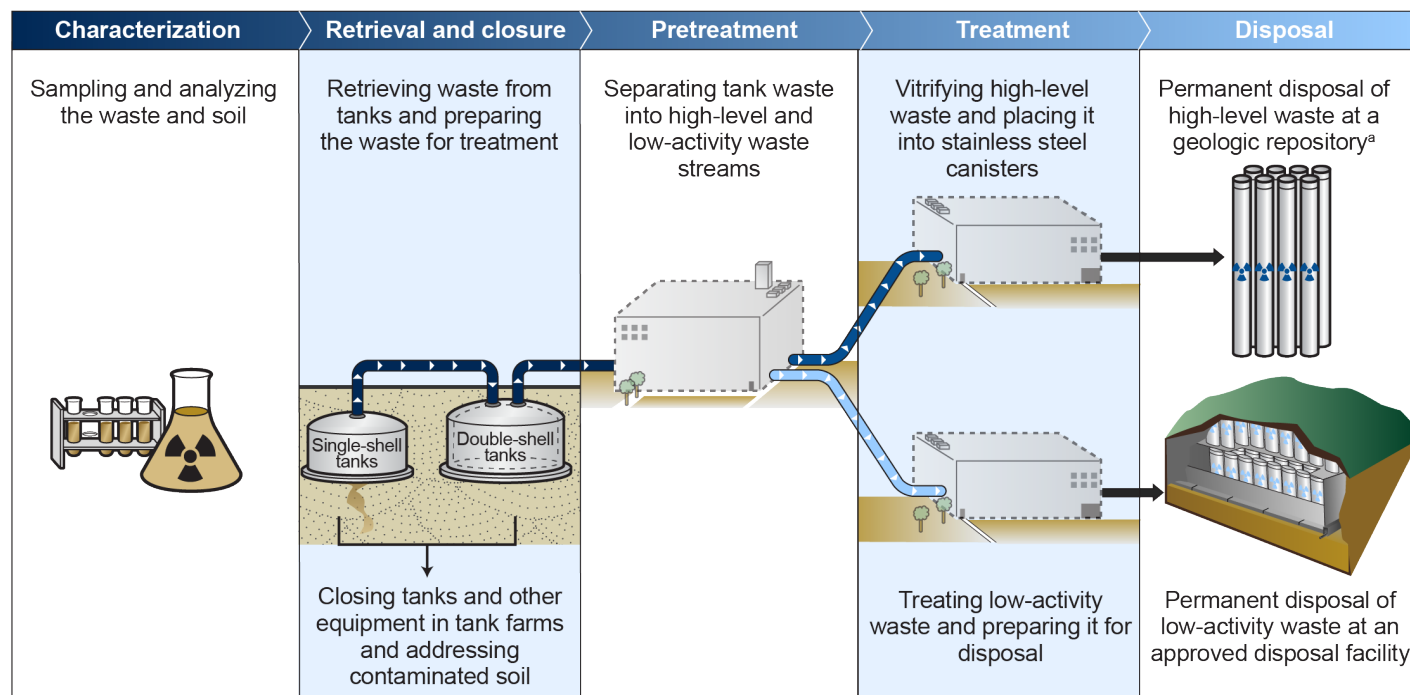 Characterization
Retrieval and closure
Pretreatment
Treatment
Disposal
Sampling and analyzing
the waste and soil
Retrieving waste from
tanks and preparing
the waste for treatment
Single-shell
tanks
Double-shell
tanks
Closing tanks and other
equipment in tank farms
and addressing
contaminated soil
Separating tank waste
into high-level and
low-activity waste
streams
Vitrifying high-level
waste and placing it
into stainless steel
canisters
Treating low-activity
waste and preparing it for
disposal
Permanent disposal of
high-level waste at a
geologic repositoryᵃ
Permanent disposal of
low-activity waste at an
approved disposal facility